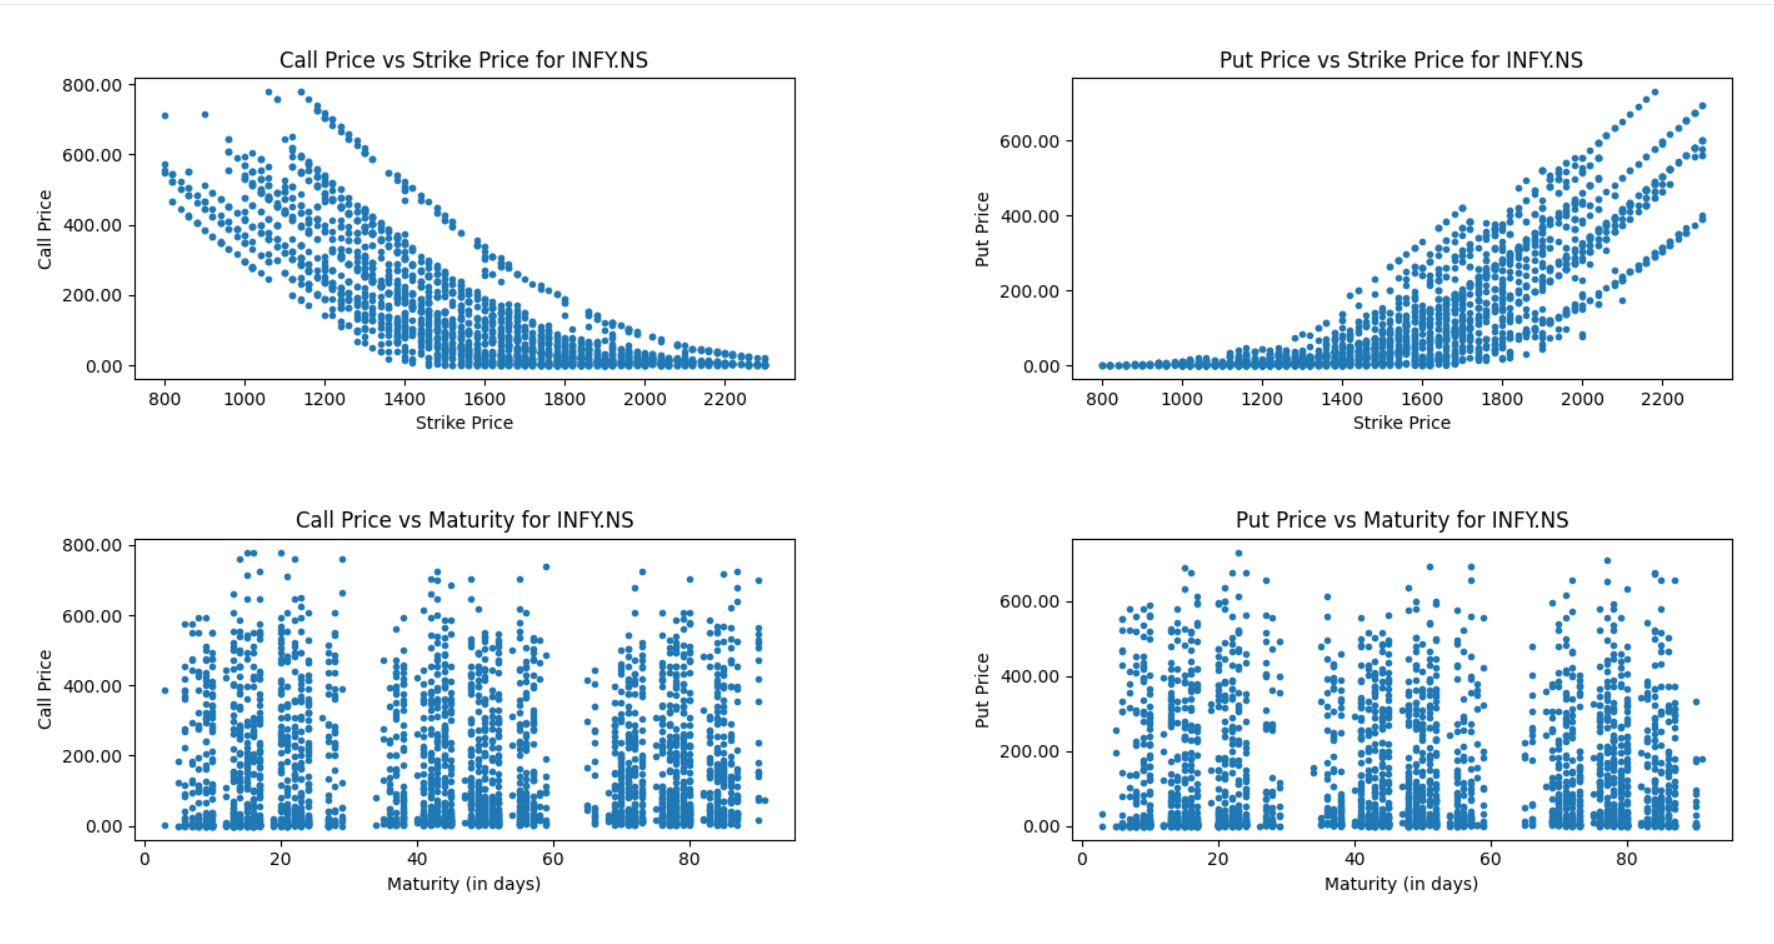 Call Price vs Strike Price for INFY.NS
800.00
600.00
400.00
200.00
0.00
Call Price
800 1000 1200 1400 1600 1800 2000 2200
Strike Price
Put Price vs Strike Price for INFY.NS
600.00
400.00
200.00
0.00
Put Price
800 1000 1200 1400 1600 1800 2000 2200
Strike Price
Call Price vs Maturity for INFY.NS
800.00
600.00
400.00
200.00
0.00
Call Price
0 20 40 60 80
Maturity (in days)
Put Price vs Maturity for INFY.NS
600.00
400.00
200.00
0.00
Put Price
0 20 40 60 80
Maturity (in days)